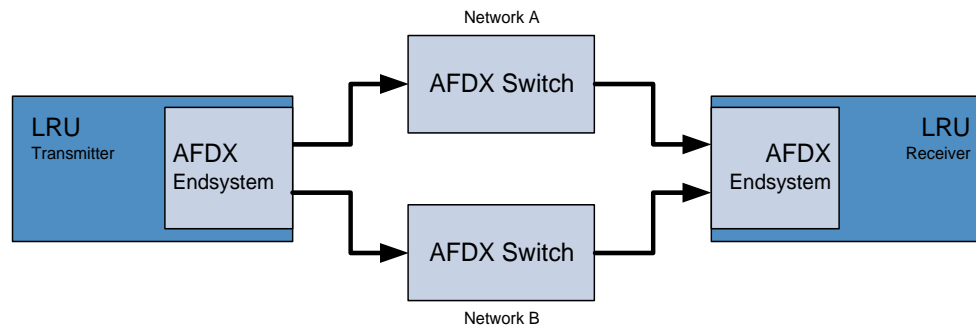 Network A
AFDX Switch
LRU
Transmitter
AFDX
Endsystem
AFDX
Endsystem
LRU
Receiver
AFDX Switch
Network B